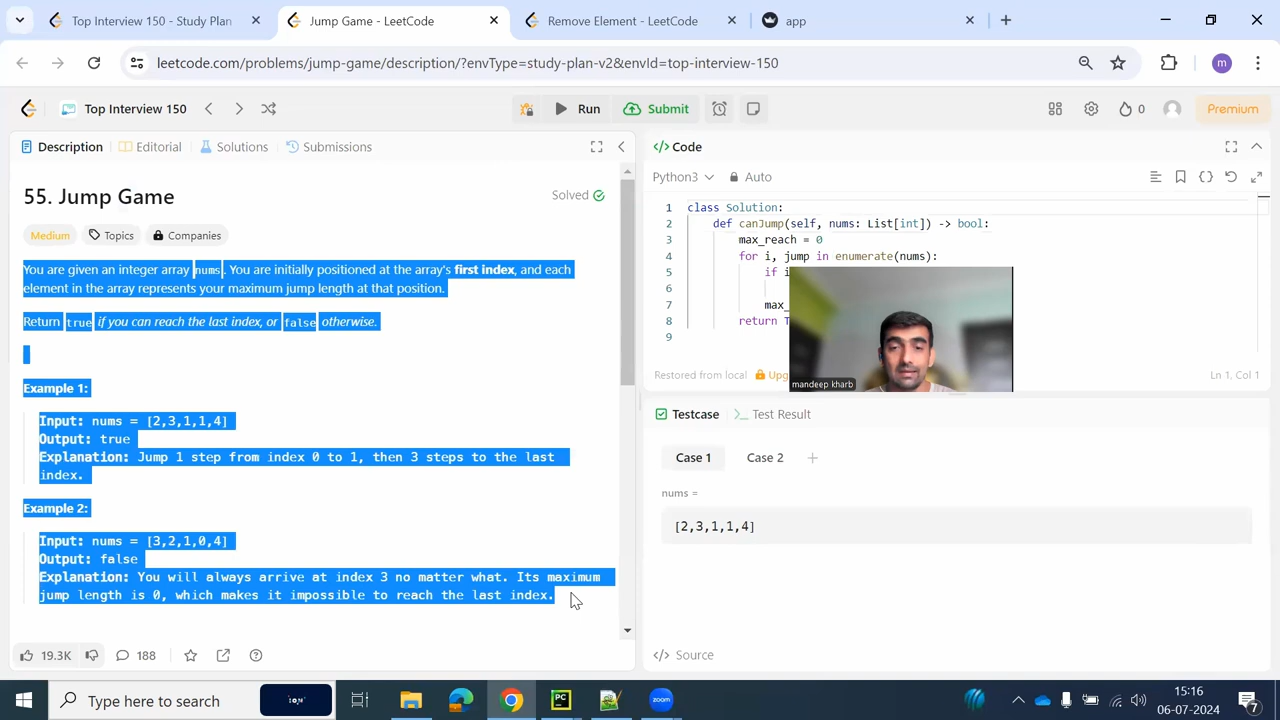 Top Interview 150 - Study Plan
Jump Game - LeetCode
Remove Element - LeetCode
app
leetcode.com/problems/jump-game/description/?envType=study-plan-v2&envId=top-interview-150
m
Top Interview 150
Run
Submit
0
Premium
Description
Editorial
Solutions
Submissions
55. Jump Game
Solved
Medium
Topics
Companies
You are given an integer array nums. You are initially positioned at the array's first index, and each
element in the array represents your maximum jump length at that position.
Return true if you can reach the last index, or false otherwise.
Example 1:
Input: nums = [2,3,1,1,4]
Output: true
Explanation: Jump 1 step from index 0 to 1, then 3 steps to the last
index.
Example 2:
Input: nums = [3,2,1,0,4]
Output: false
Explanation: You will always arrive at index 3 no matter what. Its maximum
jump length is 0, which makes it impossible to reach the last index.
19.3K
188
Code
Python3
Auto
1 class Solution:
2 def canJump(self, nums: List[int]) -> bool:
3 max_reach = 0
4 for i, jump in enumerate(nums):
5 if i
6
7 max_
8 return T
9
mandeep kharb
Restored from local
Upg
Ln 1, Col 1
Testcase
Test Result
Case 1
Case 2
nums =
[2,3,1,1,4]
Source
Type here to search
zoom
15:16
06-07-2024
7